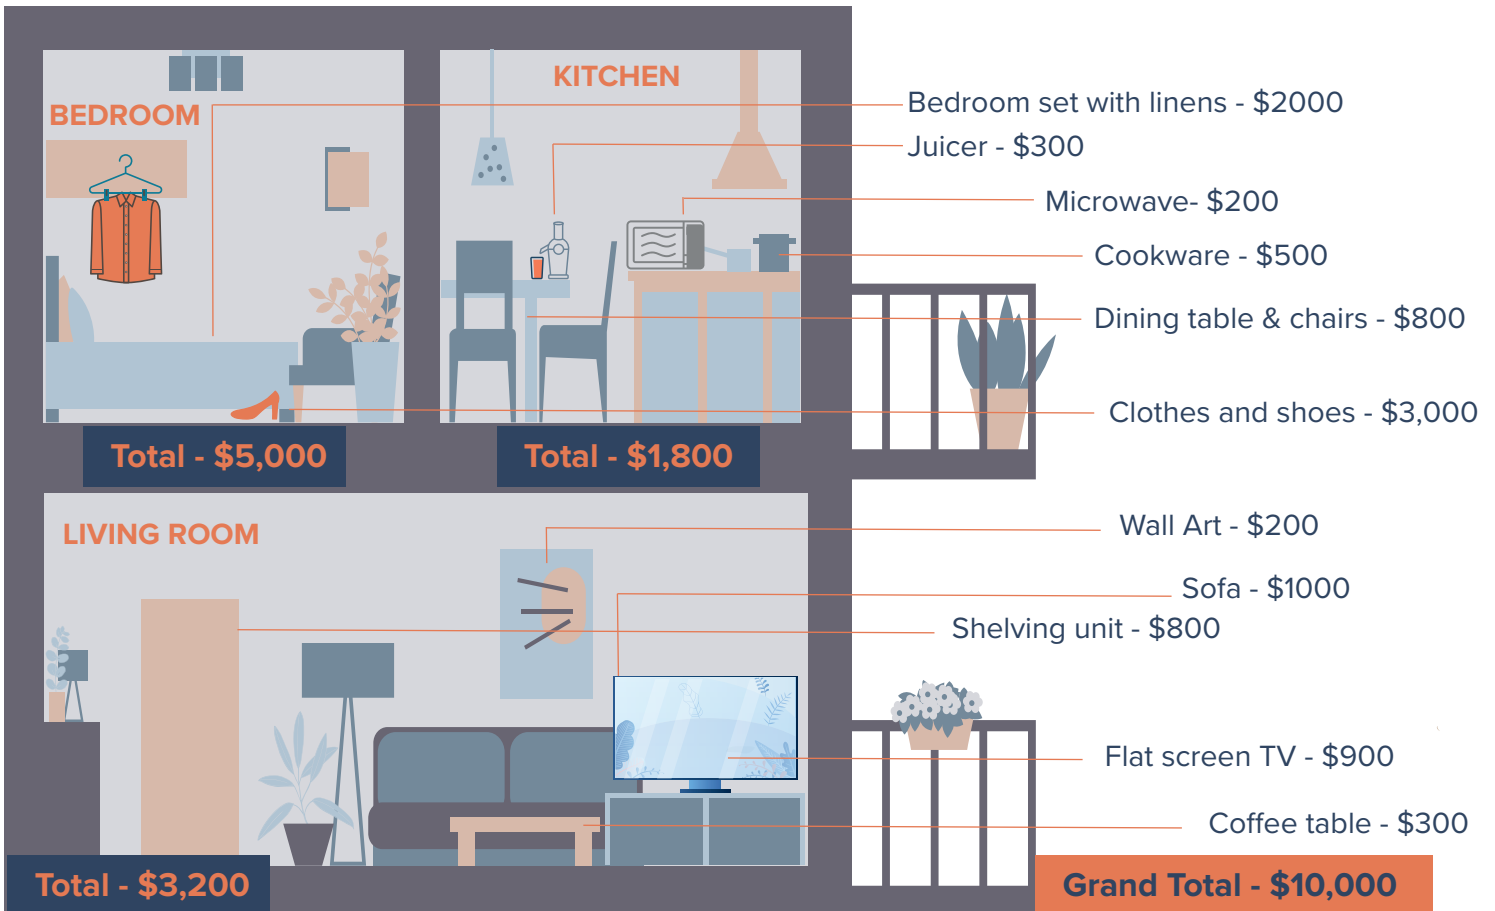 KITCHEN
BEDROOM
Bedroom set with linens - $2000
Juicer - $300
Microwave- $200
Cookware - $500
Dining table & chairs - $800
Clothes and shoes - $3,000
Total - $5,000
Total - $1,800
LIVING ROOM
Wall Art - $200
Sofa - $1000
Shelving unit - $800
Flat screen TV - $900
Coffee table - $300
Total - $3,200
Grand Total - $10,000